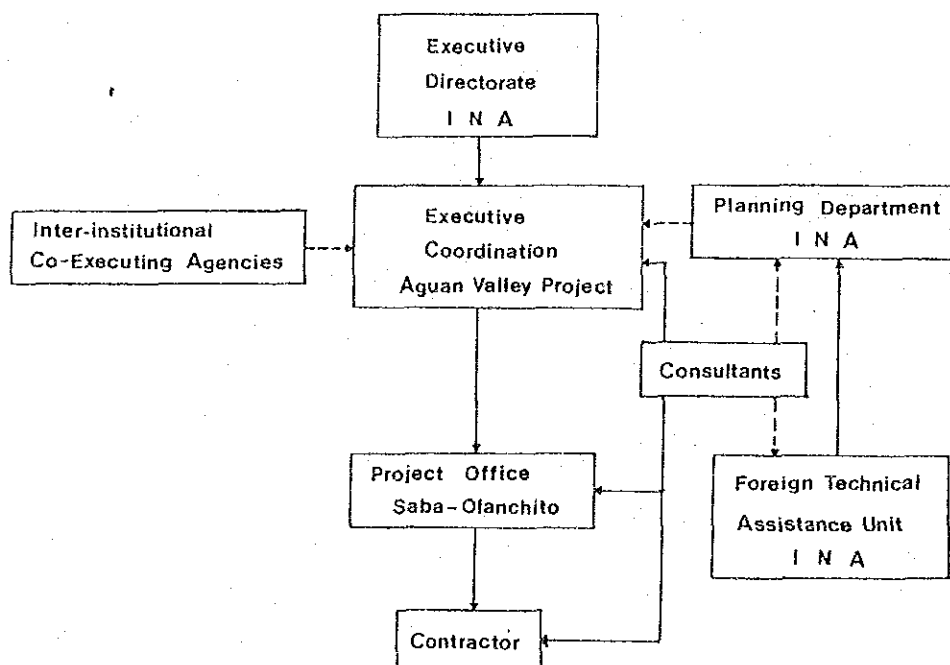 Executive
Directorate
I N A
Executive
Coordination
Aguan Valley Project
Planning Department
I N A
Inter-institutional
Co-Executing Agencies
Consultants
Project Office
Saba-Olanchito
Foreign Technical
Assistance Unit
I N A
Contractor